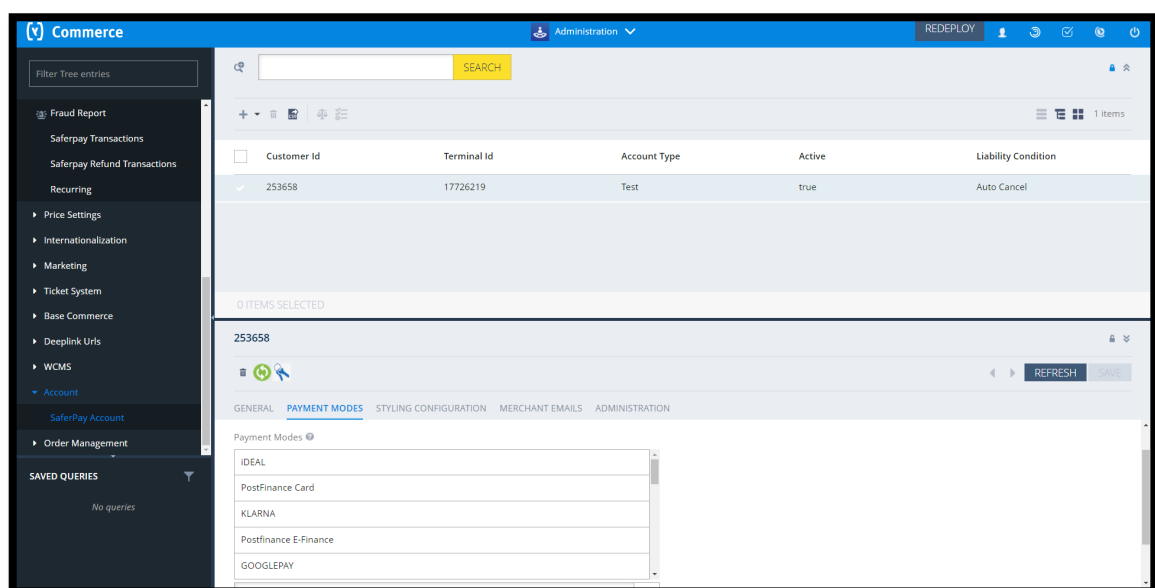 (Y) Commerce
Administration
REDEPLOY
Filter Tree entries
SEARCH
Fraud Report
Saferpay Transactions
Saferpay Refund Transactions
Recurring
Price Settings
Internationalization
Marketing
Ticket System
Base Commerce
Deeplink Urls
WCMS
Account
SaferPay Account
Order Management
SAVED QUERIES
No queries
1 items
Customer Id Terminal Id Account Type Active Liability Condition
253658 17726219 Test true Auto Cancel
0 ITEMS SELECTED
253658
REFRESH SAVE
GENERAL PAYMENT MODES STYLING CONFIGURATION MERCHANT EMAILS ADMINISTRATION
Payment Modes
iDEAL
PostFinance Card
KLARNA
Postfinance E-Finance
GOOGLEPAY